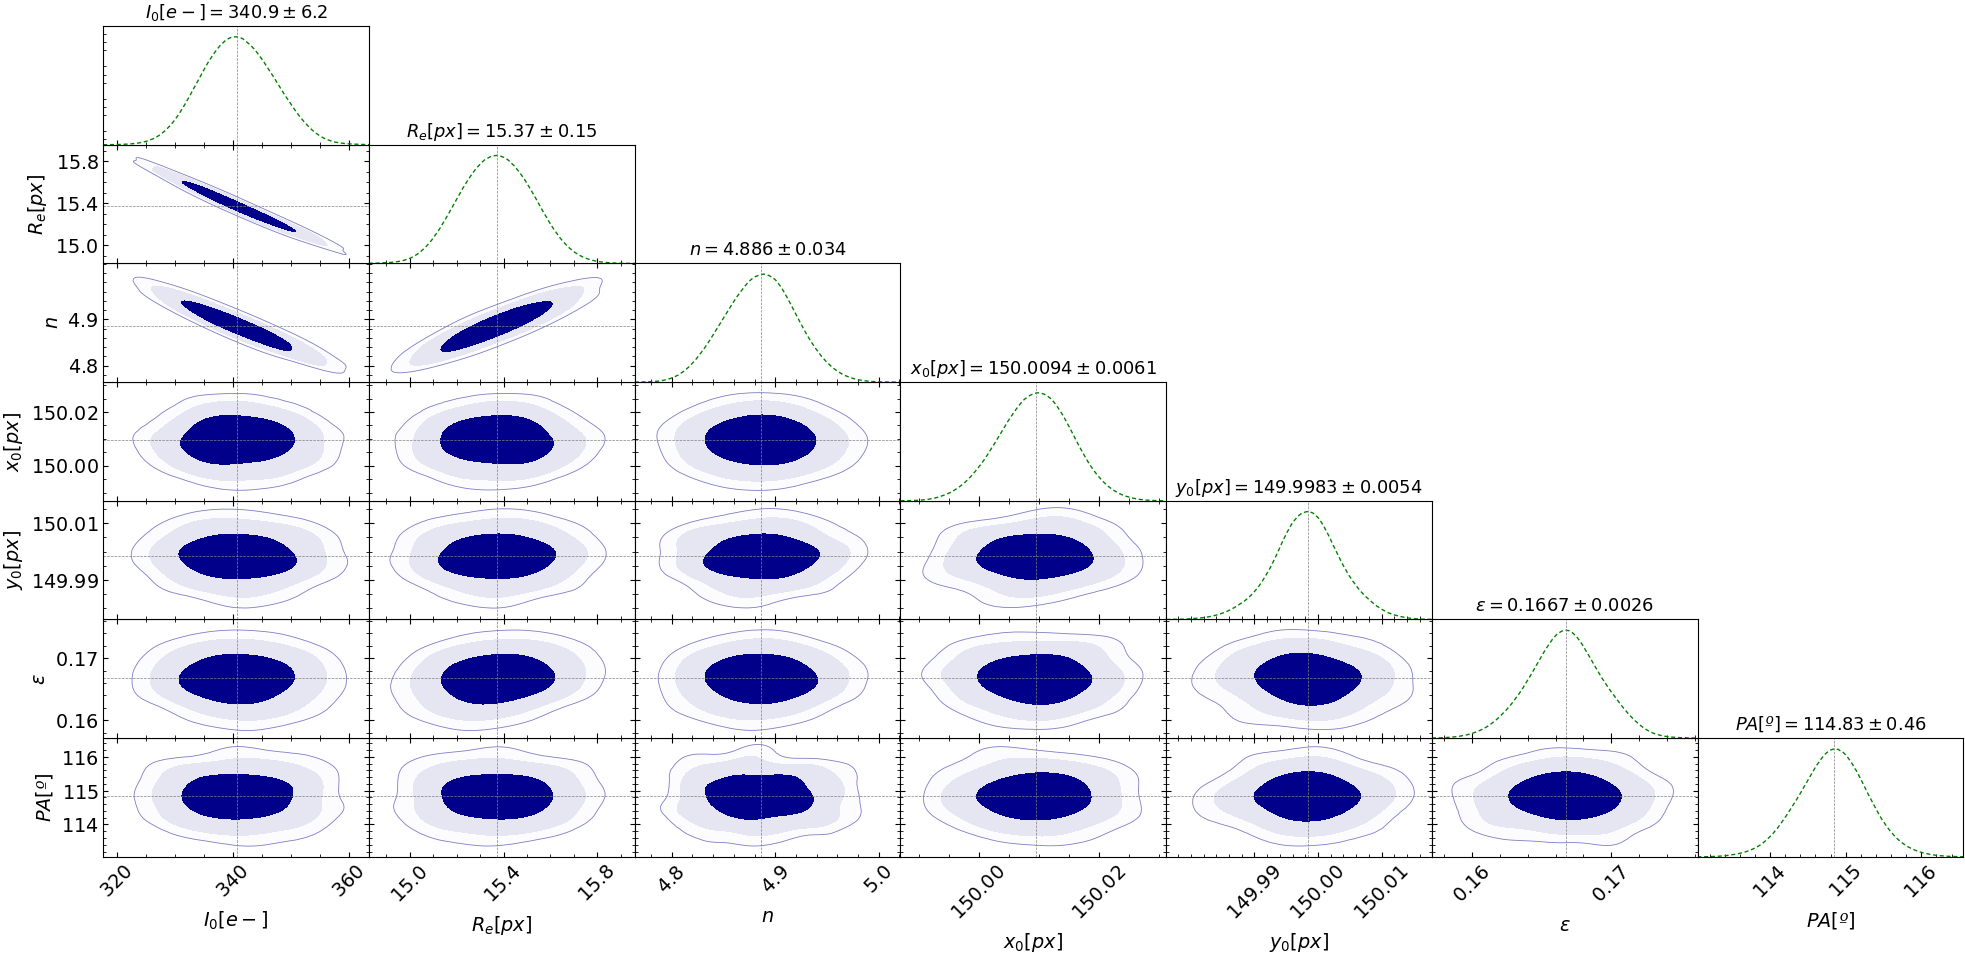 I₀[e−] = 340.9 ± 6.2
Rₑ[px] = 15.37 ± 0.15
15.8
15.4
15.0
Rₑ[px]
n = 4.886 ± 0.034
4.9
4.8
n
x₀[px] = 150.0094 ± 0.0061
150.02
150.00
x₀[px]
y₀[px] = 149.9983 ± 0.0054
150.01
149.99
y₀[px]
ε = 0.1667 ± 0.0026
0.17
0.16
ε
PA[º] = 114.83 ± 0.46
116
115
114
PA[º]
320 340 360 15.0 15.4 15.8 4.8 4.9 5.0 150.00 150.02 149.99 150.00 150.01 0.16 0.17 114 115 116
I₀[e−] Rₑ[px] n x₀[px] y₀[px] ε PA[º]